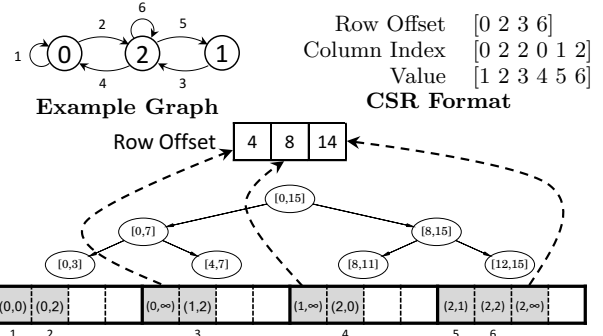 6
2
5
1
0
2
1
4
3
Example Graph
Row Offset [0 2 3 6]
Column Index [0 2 2 0 1 2]
Value [1 2 3 4 5 6]
CSR Format
Row Offset 4 8 14
[0,15]
[0,7] [8,15]
[0,3] [4,7] [8,11] [12,15]
(0,0) (0,2) (0,∞) (1,2) (1,∞) (2,0) (2,1) (2,2) (2,∞)
1 2 3 4 5 6